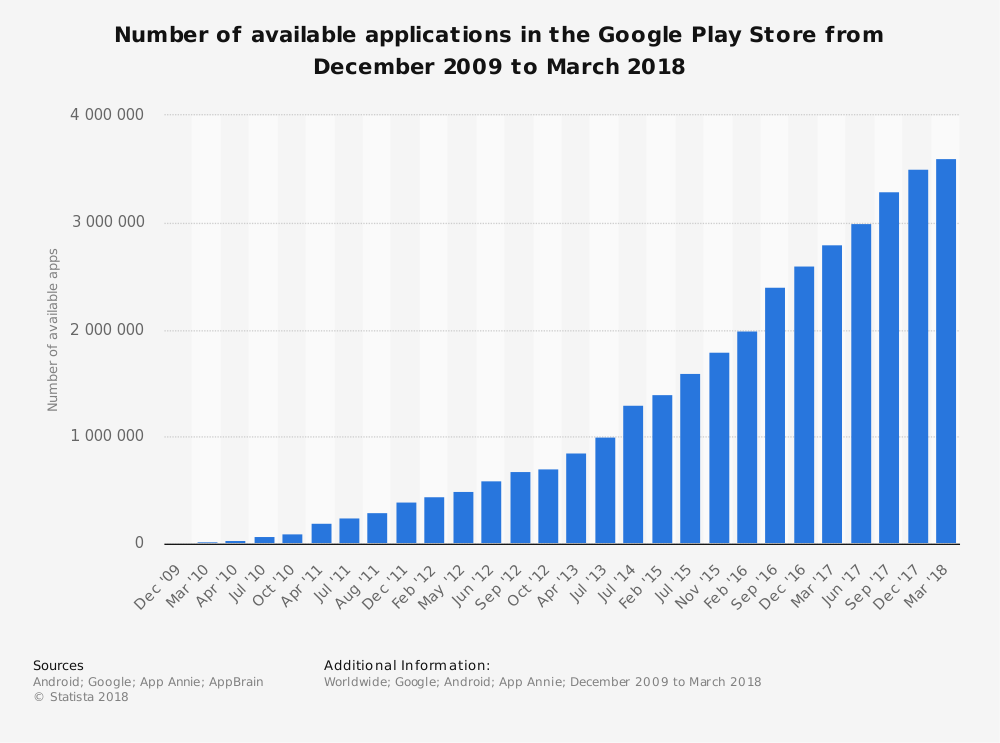 Number of available applications in the Google Play Store from
December 2009 to March 2018
4 000 000
3 000 000
2 000 000
1 000 000
0
Number of available apps
Dec '09
Mar '10
Apr '10
Jul '10
Oct '10
Apr '11
Jul '11
Aug '11
Dec '11
Feb '12
May '12
Jun '12
Sep '12
Oct '12
Apr '13
Jul '13
Jul '14
Feb '15
Jul '15
Nov '15
Feb '16
Sep '16
Dec '16
Mar '17
Jun '17
Sep '17
Dec '17
Mar '18
Sources
Android; Google; App Annie; AppBrain
© Statista 2018
Additional Information:
Worldwide; Google; Android; App Annie; December 2009 to March 2018